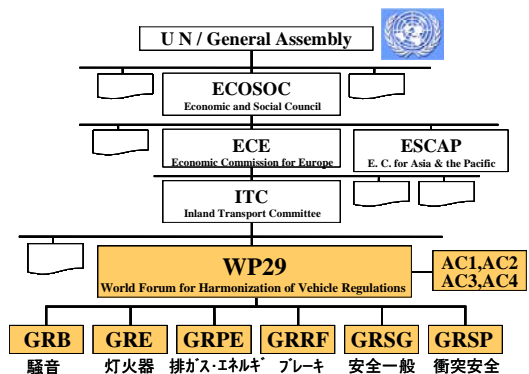 U N / General Assembly
ECOSOC
Economic and Social Council
ECE
Economic Commission for Europe
ESCAP
E. C. for Asia & the Pacific
ITC
Inland Transport Committee
WP29
World Forum for Harmonization of Vehicle Regulations
AC1,AC2
AC3,AC4
GRB
GRE
GRPE
GRRF
GRSG
GRSP
騒音
灯火器
排ガス・エネルギ
ブレーキ
安全一般
衝突安全